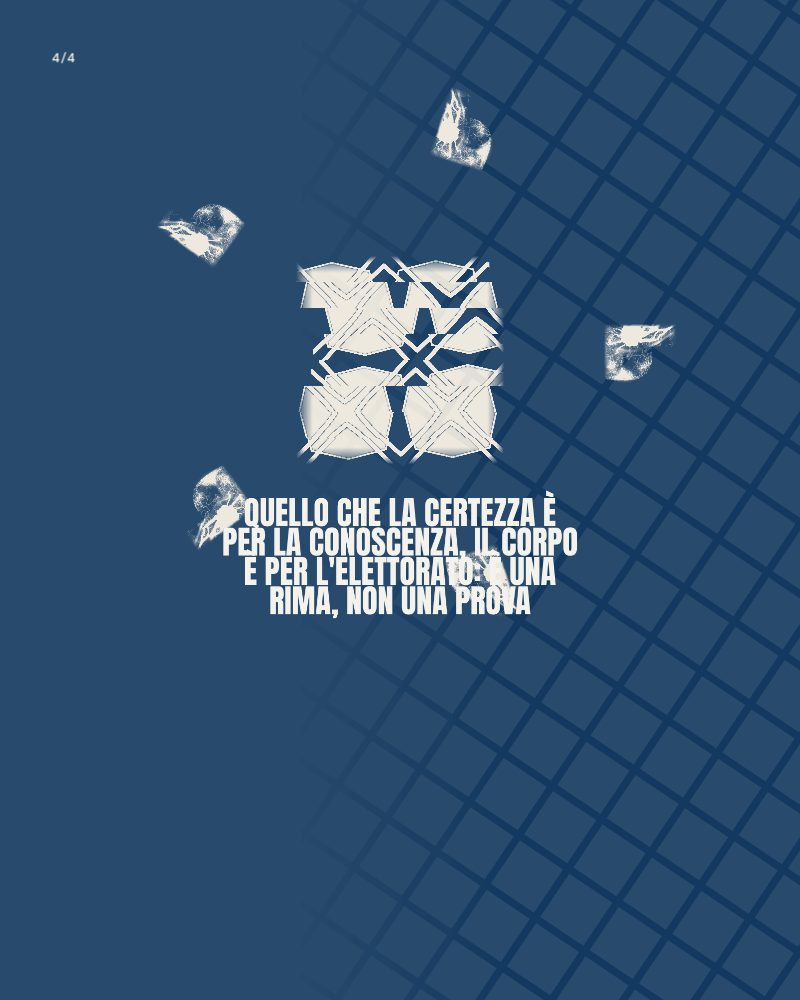 4/4
QUELLO CHE LA CERTEZZA È
PER LA CONOSCENZA, IL CORPO
È PER L'ELETTORATO: È UNA
RIMA, NON UNA PROVA